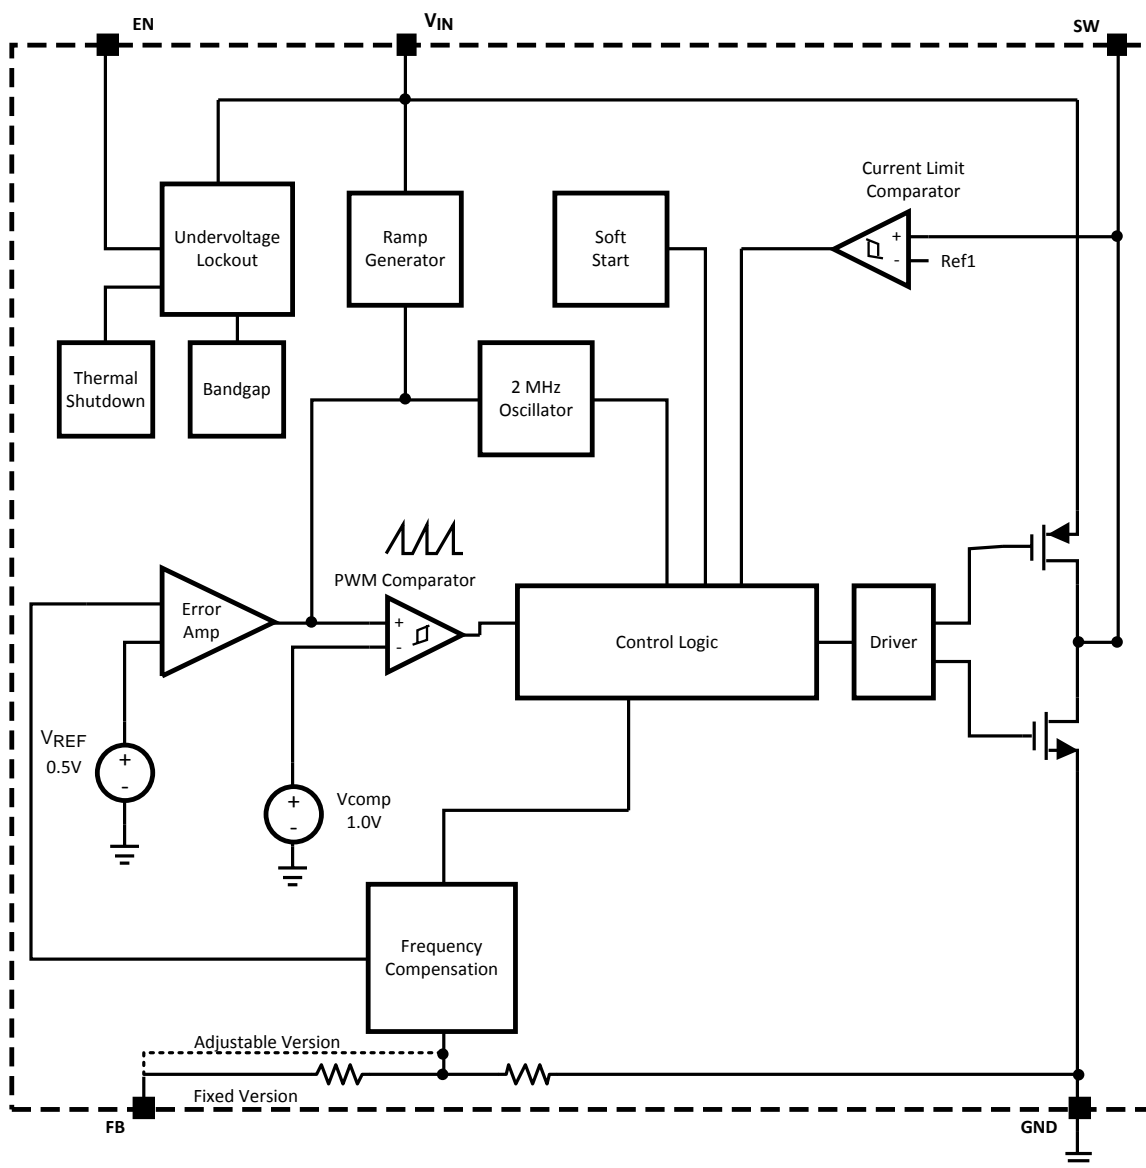 EN
VIN
SW
Current Limit
Comparator
Undervoltage
Lockout
Ramp
Generator
Soft
Start
+
-
Ref1
Thermal
Shutdown
Bandgap
2 MHz
Oscillator
PWM Comparator
Error
Amp
+
-
Control Logic
Driver
VREF
0.5V
+
-
Vcomp
1.0V
+
-
Frequency
Compensation
Adjustable Version
Fixed Version
FB
GND